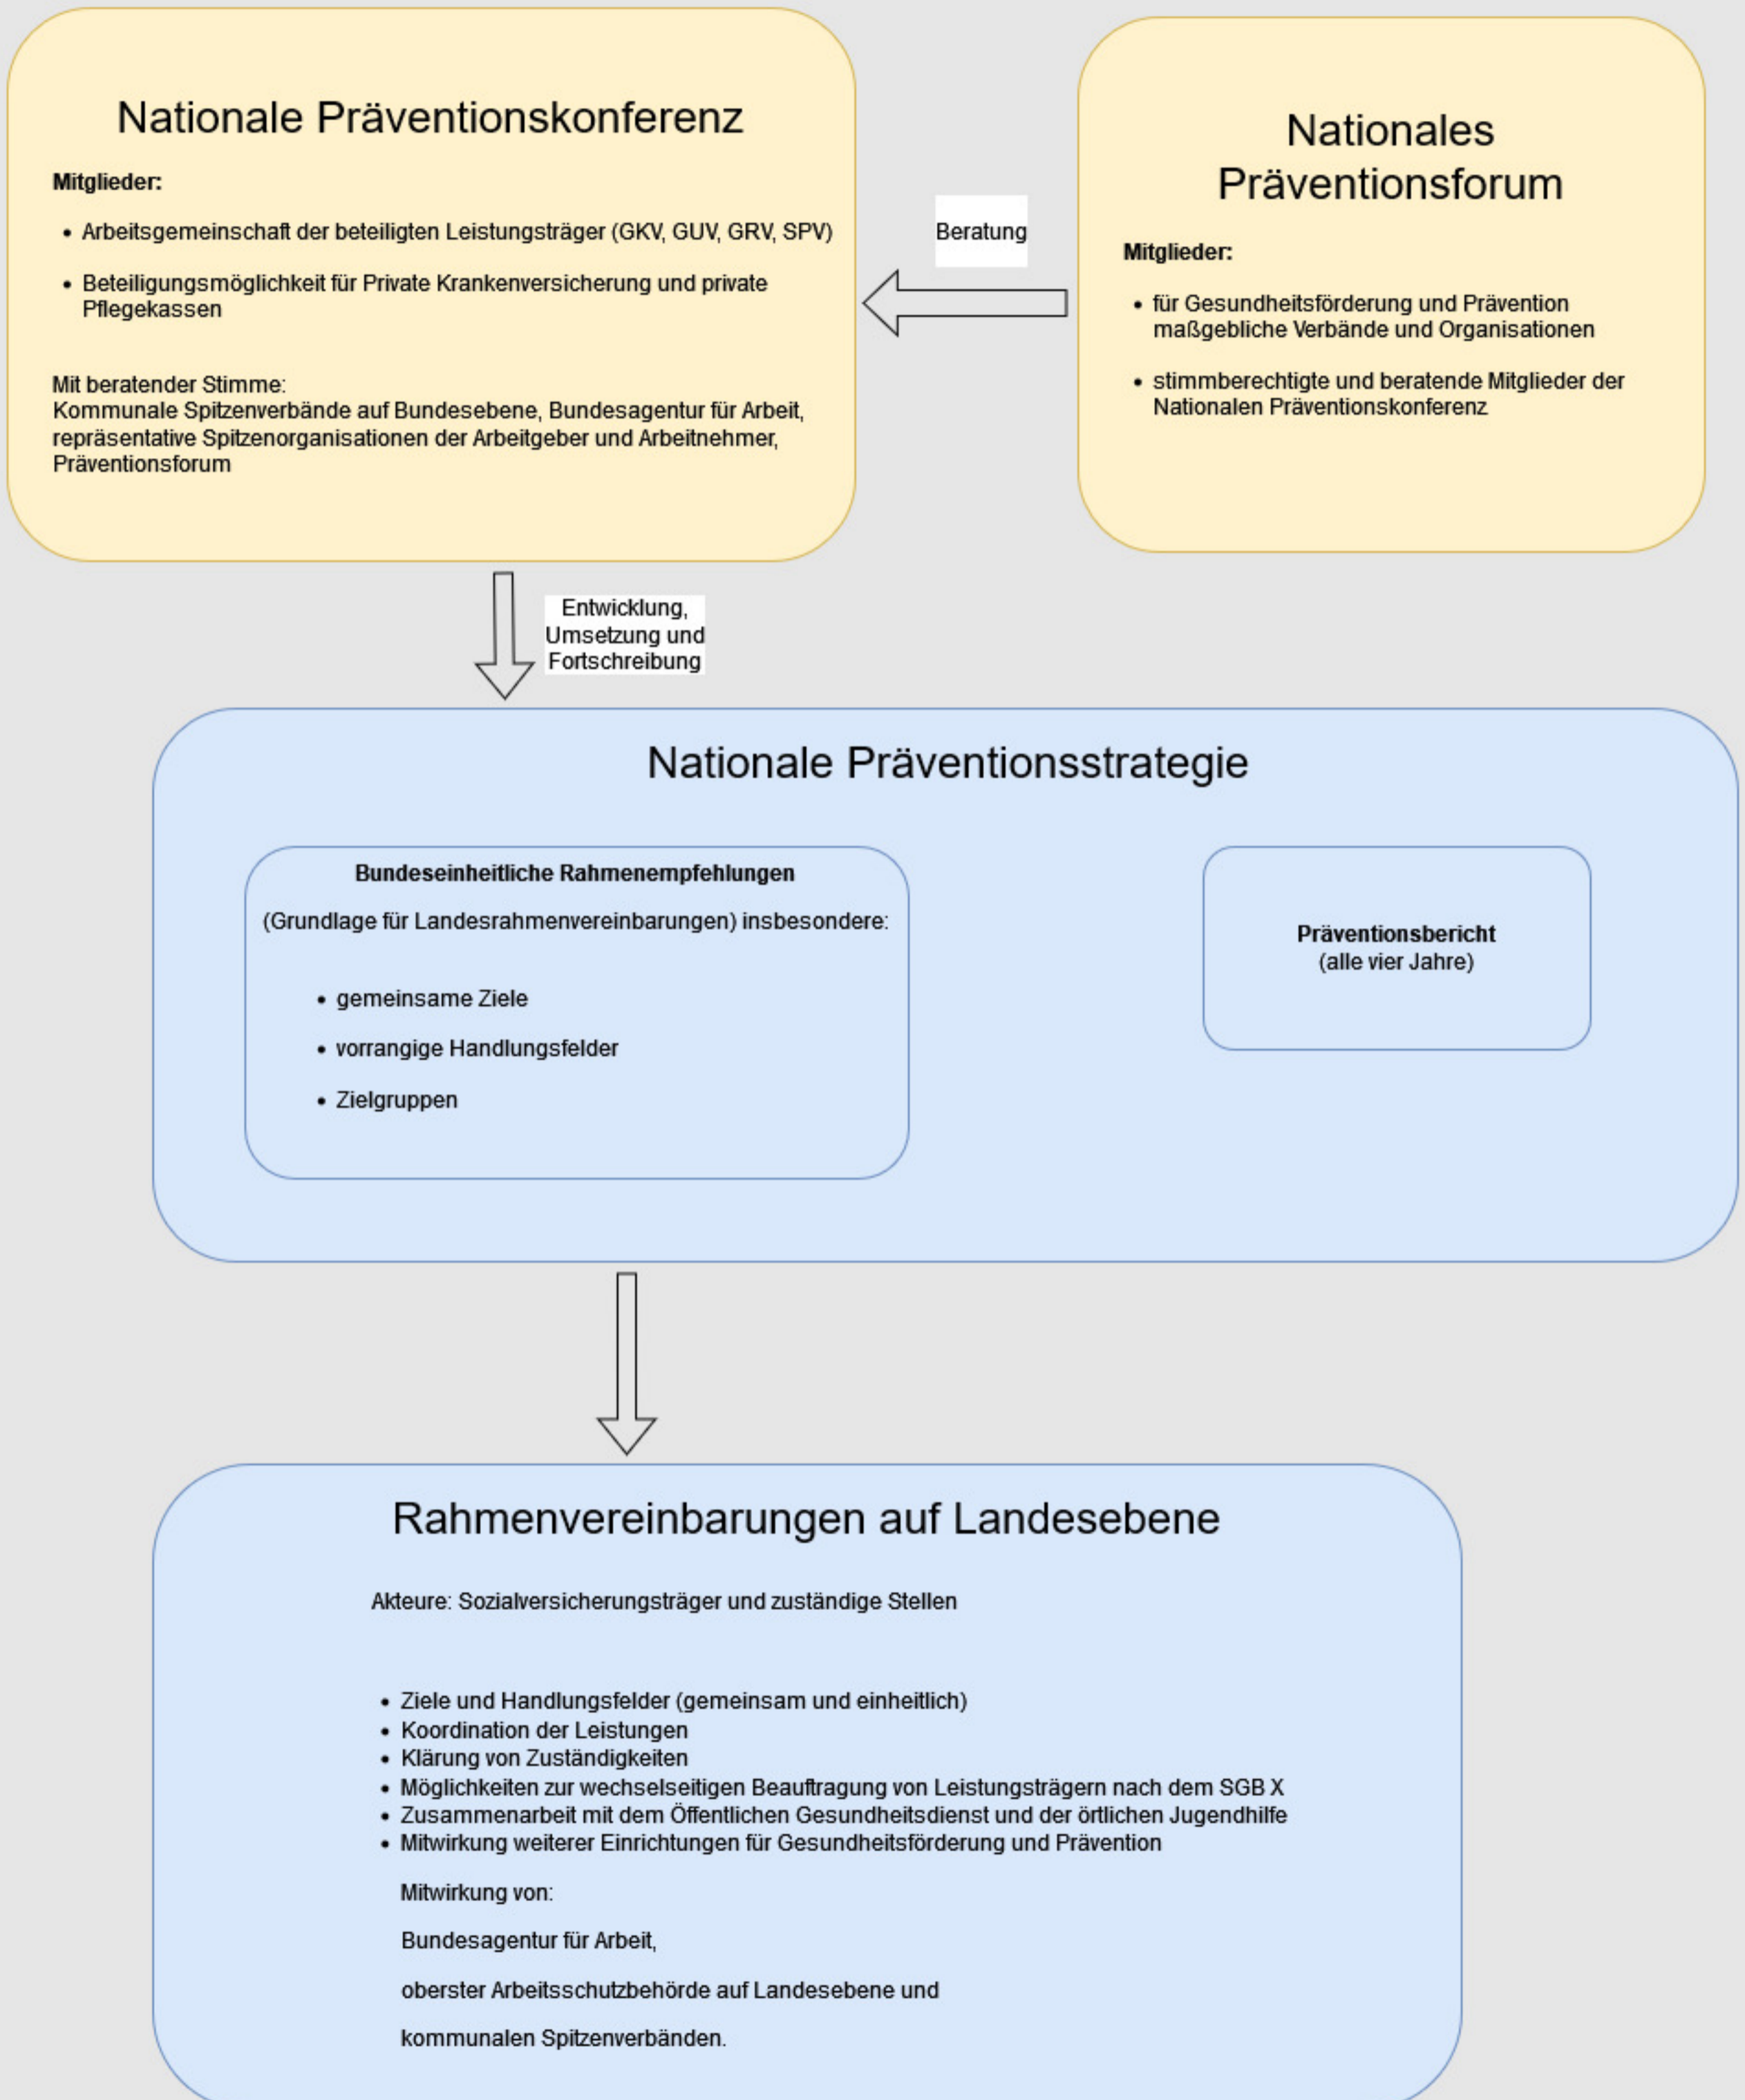 Nationale Präventionskonferenz
Mitglieder:
• Arbeitsgemeinschaft der beteiligten Leistungsträger (GKV, GUV, GRV, SPV)
• Beteiligungsmöglichkeit für Private Krankenversicherung und private
Pflegekassen
Mit beratender Stimme:
Kommunale Spitzenverbände auf Bundesebene, Bundesagentur für Arbeit,
repräsentative Spitzenorganisationen der Arbeitgeber und Arbeitnehmer,
Präventionsforum
Beratung
Nationales
Präventionsforum
Mitglieder:
• für Gesundheitsförderung und Prävention
maßgebliche Verbände und Organisationen
• stimmberechtigte und beratende Mitglieder der
Nationalen Präventionskonferenz
Entwicklung,
Umsetzung und
Fortschreibung
Nationale Präventionsstrategie
Bundeseinheitliche Rahmenempfehlungen
(Grundlage für Landesrahmenvereinbarungen) insbesondere:
• gemeinsame Ziele
• vorrangige Handlungsfelder
• Zielgruppen
Präventionsbericht
(alle vier Jahre)
Rahmenvereinbarungen auf Landesebene
Akteure: Sozialversicherungsträger und zuständige Stellen
• Ziele und Handlungsfelder (gemeinsam und einheitlich)
• Koordination der Leistungen
• Klärung von Zuständigkeiten
• Möglichkeiten zur wechselseitigen Beauftragung von Leistungsträgern nach dem SGB X
• Zusammenarbeit mit dem Öffentlichen Gesundheitsdienst und der örtlichen Jugendhilfe
• Mitwirkung weiterer Einrichtungen für Gesundheitsförderung und Prävention
Mitwirkung von:
Bundesagentur für Arbeit,
oberster Arbeitsschutzbehörde auf Landesebene und
kommunalen Spitzenverbänden.